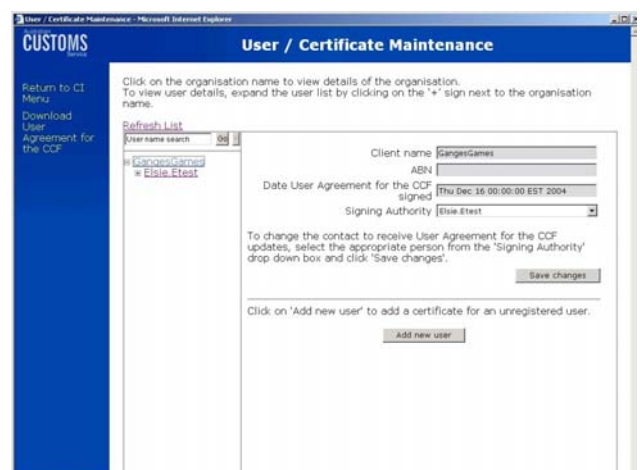 User / Certificate Maintenance - Microsoft Internet Explorer
Australian
CUSTOMS
Service
User / Certificate Maintenance
Return to CI
Menu
Download
User
Agreement for
the CCF
Click on the organisation name to view details of the organisation.
To view user details, expand the user list by clicking on the '+' sign next to the organisation
name.
Refresh List
User name search
GO
GangesGames
Elsie.Etest
Client name GangesGames
ABN
Date User Agreement for the CCF
signed Thu Dec 16 00:00:00 EST 2004
Signing Authority Elsie.Etest
To change the contact to receive User Agreement for the CCF
updates, select the appropriate person from the 'Signing Authority'
drop down box and click 'Save changes'.
Save changes
Click on 'Add new user' to add a certificate for an unregistered user.
Add new user